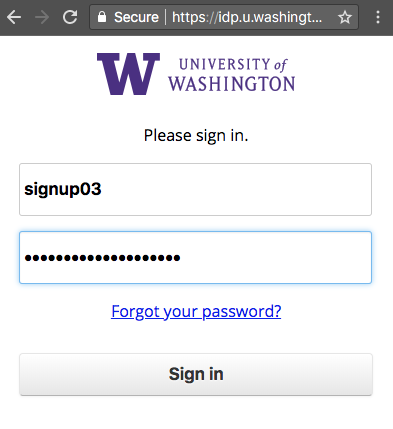 Secure | https://idp.u.washingt...
W UNIVERSITY of
WASHINGTON
Please sign in.
signup03
••••••••••••••••••••
Forgot your password?
Sign in